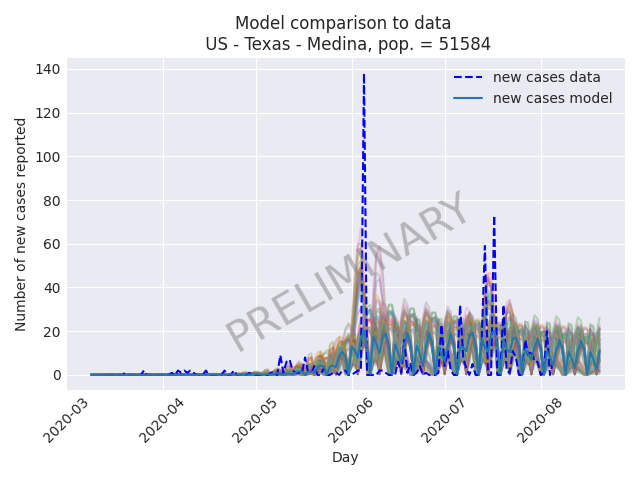 Model comparison to data
US - Texas - Medina, pop. = 51584
new cases data
new cases model
Number of new cases reported
140
120
100
80
60
40
20
0
PRELIMINARY
2020-03
2020-04
2020-05
2020-06
2020-07
2020-08
Day